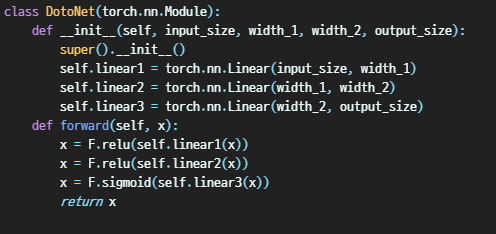 class DotoNet(torch.nn.Module):
    def __init__(self, input_size, width_1, width_2, output_size):
        super().__init__()
        self.linear1 = torch.nn.Linear(input_size, width_1)
        self.linear2 = torch.nn.Linear(width_1, width_2)
        self.linear3 = torch.nn.Linear(width_2, output_size)
    def forward(self, x):
        x = F.relu(self.linear1(x))
        x = F.relu(self.linear2(x))
        x = F.sigmoid(self.linear3(x))
        return x